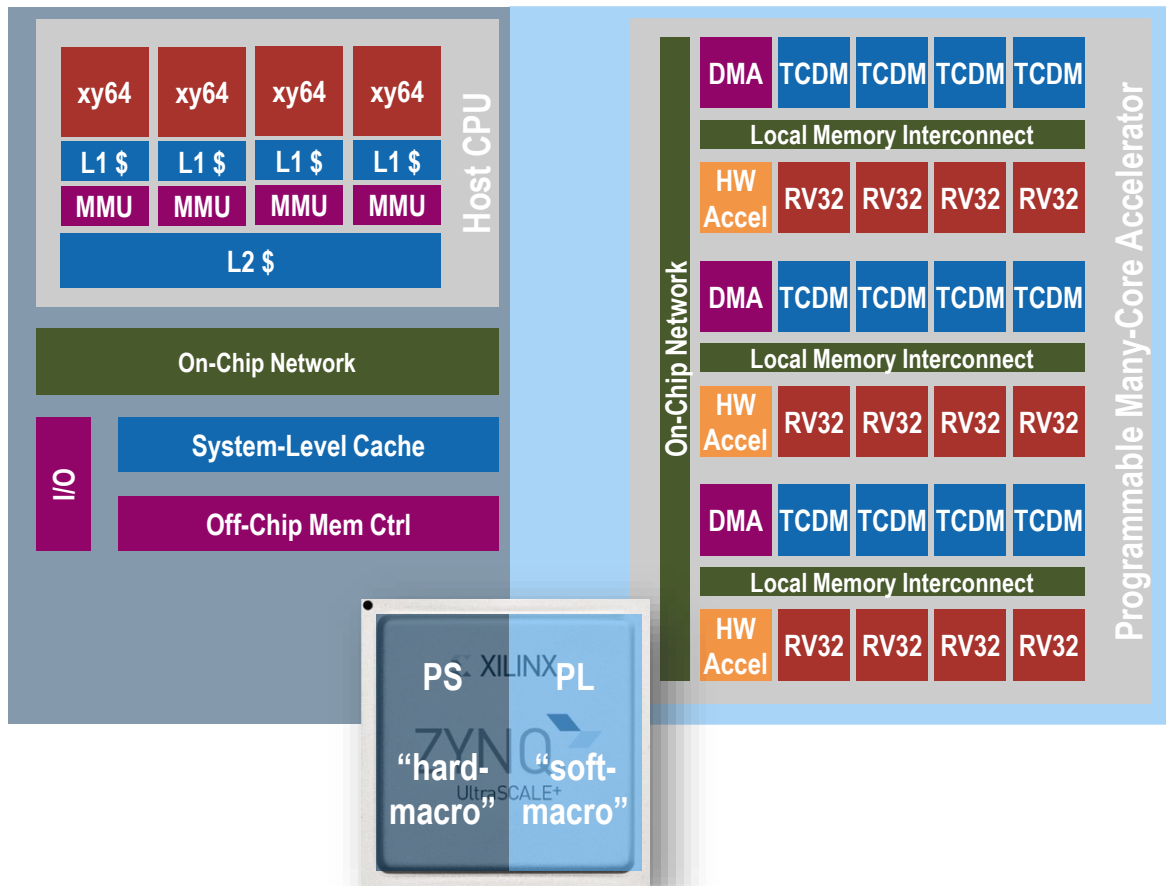 xy64 xy64 xy64 xy64
L1 $ L1 $ L1 $ L1 $
MMU MMU MMU MMU
L2 $
Host CPU
On-Chip Network
I/O
System-Level Cache
Off-Chip Mem Ctrl
On-Chip Network
DMA TCDM TCDM TCDM TCDM
Local Memory Interconnect
HW
Accel RV32 RV32 RV32 RV32
DMA TCDM TCDM TCDM TCDM
Local Memory Interconnect
HW
Accel RV32 RV32 RV32 RV32
DMA TCDM TCDM TCDM TCDM
Local Memory Interconnect
HW
Accel RV32 RV32 RV32 RV32
Programmable Many-Core Accelerator
PS
PL
XILINX
ZYNQ
UltraSCALE+
“hard-
macro”
“soft-
macro”